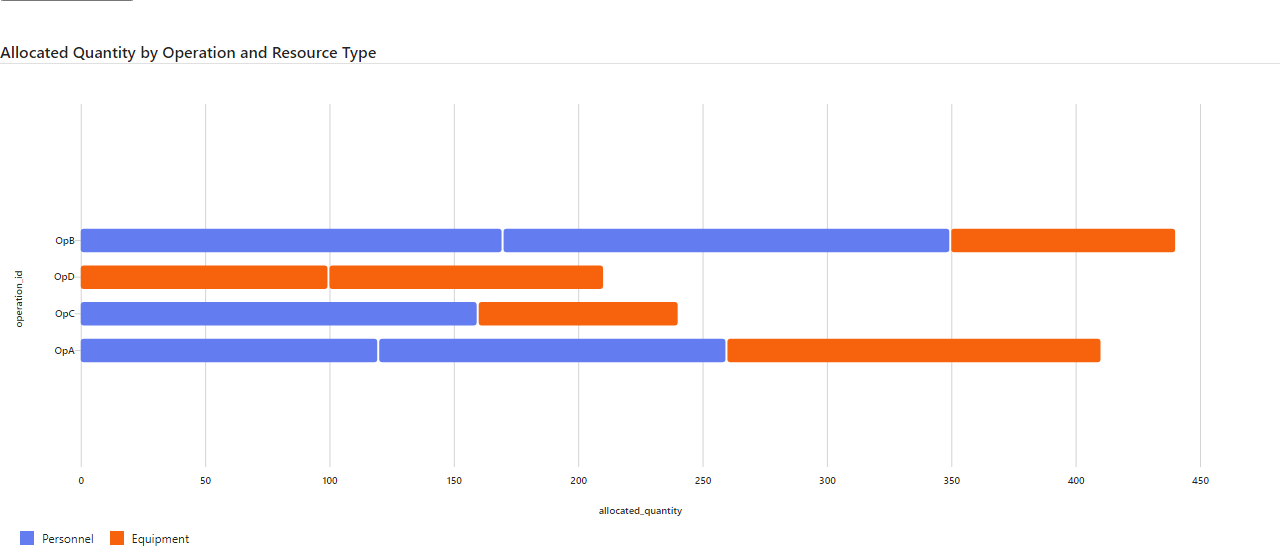 Allocated Quantity by Operation and Resource Type
OpB
OpD
OpC
OpA
operation_id
0 50 100 150 200 250 300 350 400 450
allocated_quantity
Personnel Equipment